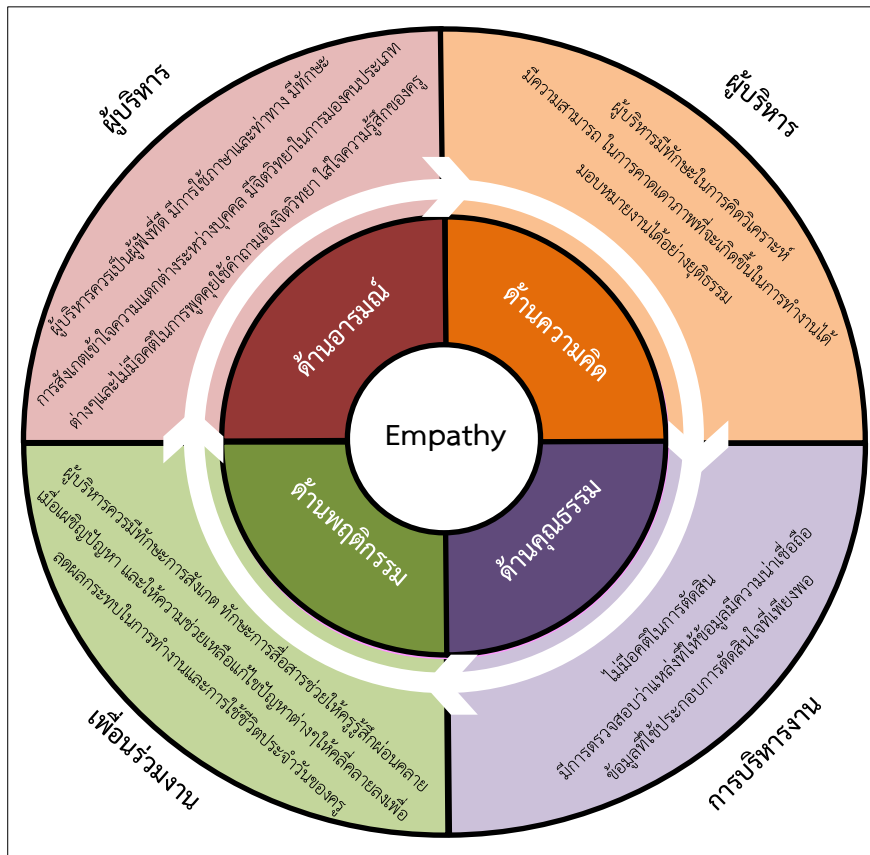 ผู้บริหาร
ผู้บริหารควรเป็นผู้ฟังที่ดี มีการใช้ภาษาและท่าทาง มีทักษะ
การสังเกตเข้าใจความแตกต่างระหว่างบุคคล มีจิตวิทยาในการมองคนประเภท
ต่างๆและไม่มีอคติในการพูดคุยใช้คำถามเชิงจิตวิทยา ใส่ใจความรู้สึกของครู
ด้านอารมณ์
ผู้บริหาร
ผู้บริหารมีทักษะในการคิดวิเคราะห์
มีความสามารถ ในการคาดเดาภาพที่จะเกิดขึ้นในการทำงานได้
มอบหมายงานได้อย่างยุติธรรม
ด้านความคิด
Empathy
ด้านพฤติกรรม
ผู้บริหารควรมีทักษะการสังเกต ทักษะการสื่อสารช่วยให้ครูรู้สึกผ่อนคลาย
เมื่อเผชิญปัญหา และให้ความช่วยเหลือแก้ไขปัญหาต่างๆให้คลี่คลายลงเพื่อ
ลดผลกระทบในการทำงานและการใช้ชีวิตประจำวันของครู
เพื่อนร่วมงาน
ด้านคุณธรรม
ไม่มีอคติในการตัดสิน
มีการตรวจสอบว่าแหล่งที่ให้ข้อมูลมีความน่าเชื่อถือ
ข้อมูลที่ใช้ประกอบการตัดสินใจที่เพียงพอ
การบริหารงาน